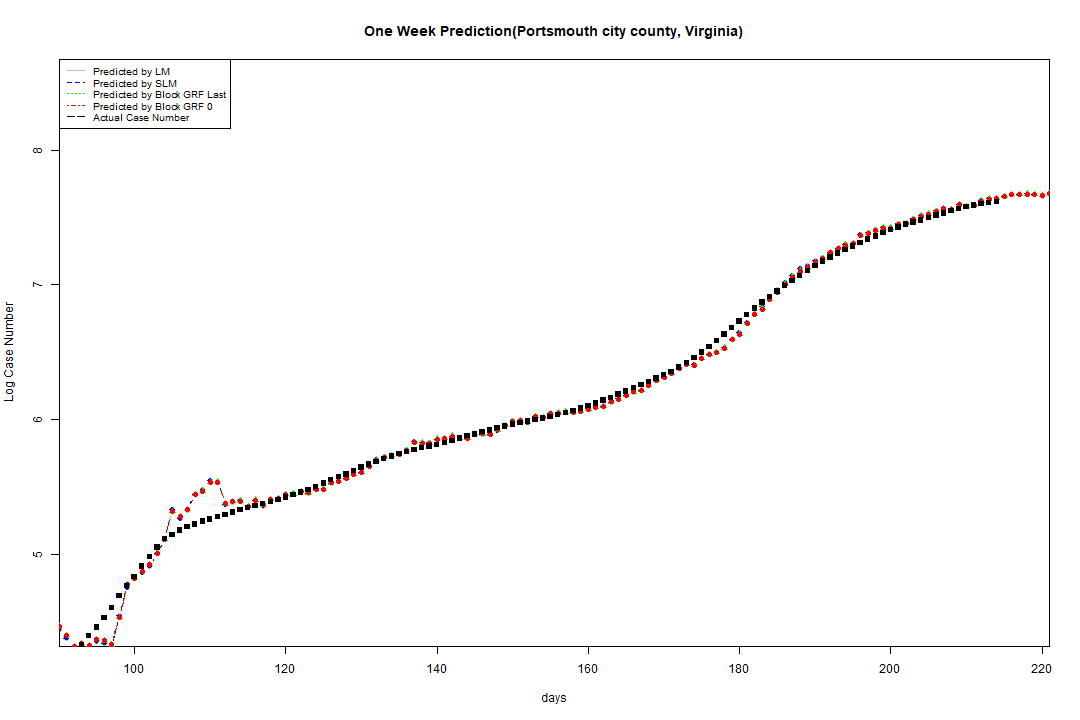 One Week Prediction(Portsmouth city county, Virginia)
Predicted by LM
Predicted by SLM
Predicted by Block GRF Last
Predicted by Block GRF 0
Actual Case Number
8
7
6
5
Log Case Number
100 120 140 160 180 200 220
days